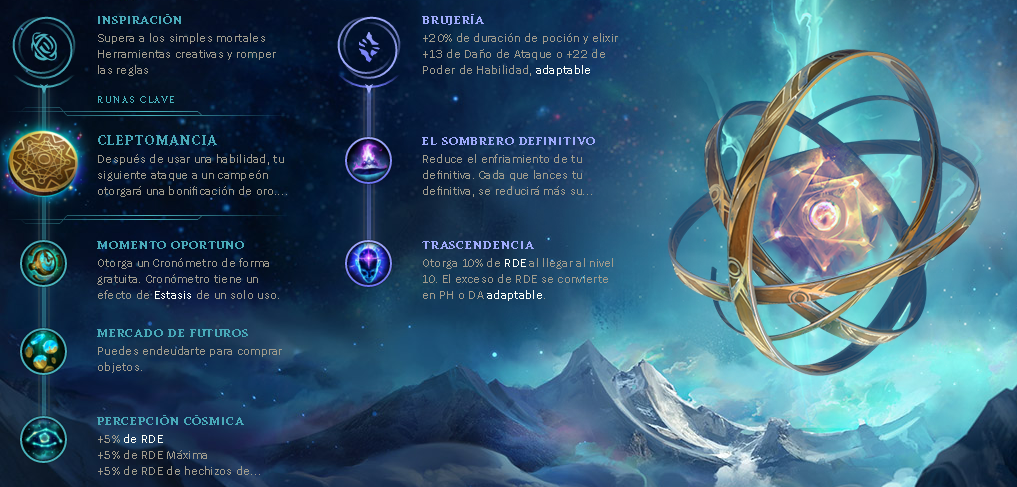 INSPIRACIÓN
Supera a los simples mortales
Herramientas creativas y romper
las reglas
RUNAS CLAVE
CLEPTOMANCIA
Después de usar una habilidad, tu
siguiente ataque a un campeón
otorgará una bonificación de oro....
MOMENTO OPORTUNO
Otorga un Cronómetro de forma
gratuita. Cronómetro tiene un
efecto de Estasis de un solo uso.
MERCADO DE FUTUROS
Puedes endeudarte para comprar
objetos.
PERCEPCIÓN CÓSMICA
+5% de RDE
+5% de RDE Máxima
+5% de RDE de hechizos de...
BRUJERÍA
+20% de duración de poción y elixir
+13 de Daño de Ataque o +22 de
Poder de Habilidad, adaptable
EL SOMBRERO DEFINITIVO
Reduce el enfriamiento de tu
definitiva. Cada que lances tu
definitiva, se reducirá más su...
TRASCENDENCIA
Otorga 10% de RDE al llegar al nivel
10. El exceso de RDE se convierte
en PH o DA adaptable.